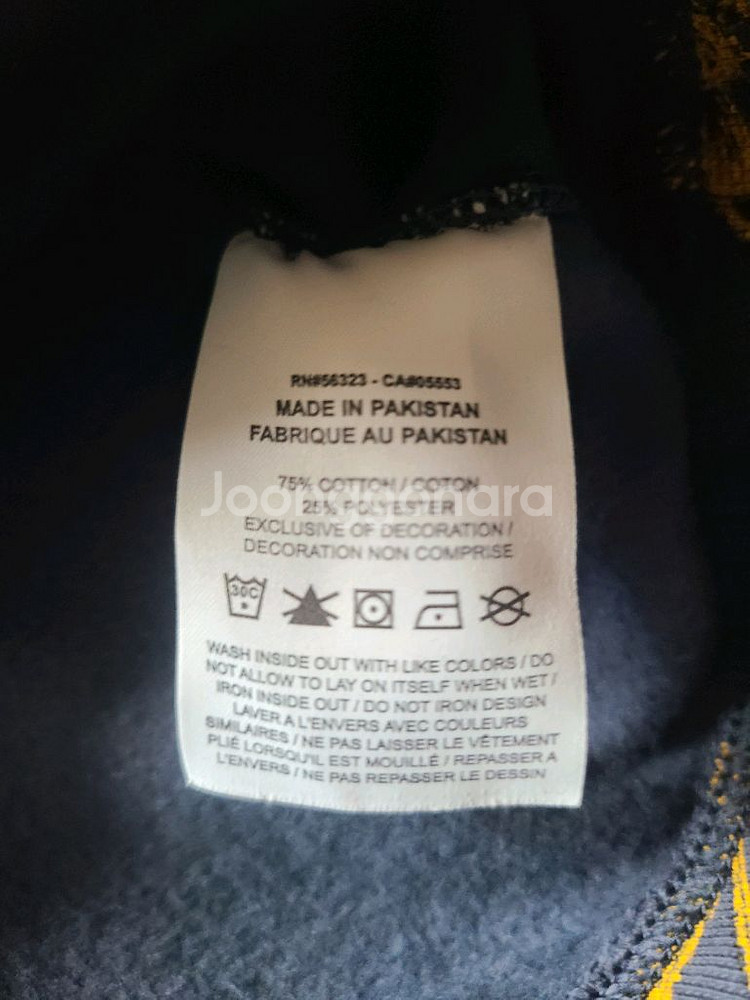 RN#56323 - CA#05553
MADE IN PAKISTAN
FABRIQUE AU PAKISTAN
75% COTTON / COTON
Joongganara
25% POLYESTER
EXCLUSIVE OF DECORATION /
DECORATION NON COMPRISE
30C
WASH INSIDE OUT WITH LIKE COLORS / DO
NOT ALLOW TO LAY ON ITSELF WHEN WET /
IRON INSIDE OUT / DO NOT IRON DESIGN
LAVER A L'ENVERS AVEC COULEURS
SIMILAIRES / NE PAS LAISSER LE VÊTEMENT
PLIÉ LORSQU'IL EST MOUILLÉ / REPASSER A
L'ENVERS / NE PAS REPASSER LE DESSIN